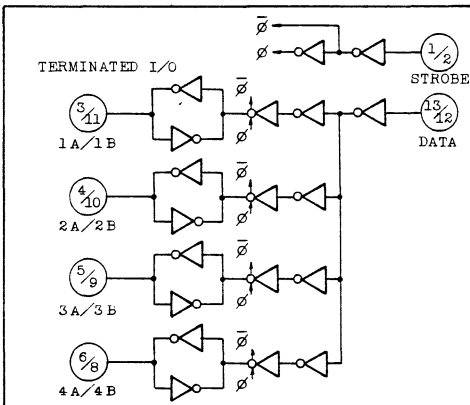 φ̄
φ
1/2
STROBE
TERMINATED I/O
3/11
1A/1B
φ̄
φ
13/12
DATA
4/10
2A/2B
φ̄
φ
5/9
3A/3B
φ̄
φ
6/8
4A/4B
φ̄
φ